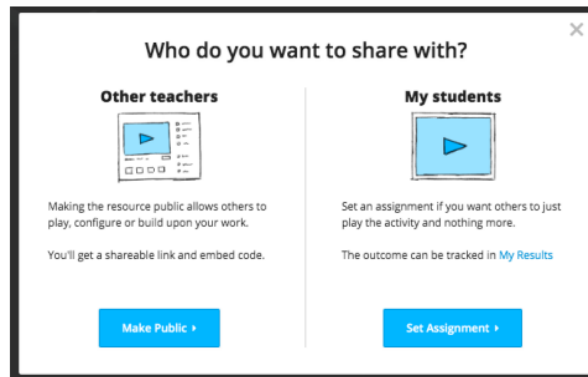 Who do you want to share with?
Other teachers
Making the resource public allows others to
play, configure or build upon your work.
You'll get a shareable link and embed code.
Make Public
My students
Set an assignment if you want others to just
play the activity and nothing more.
The outcome can be tracked in My Results
Set Assignment